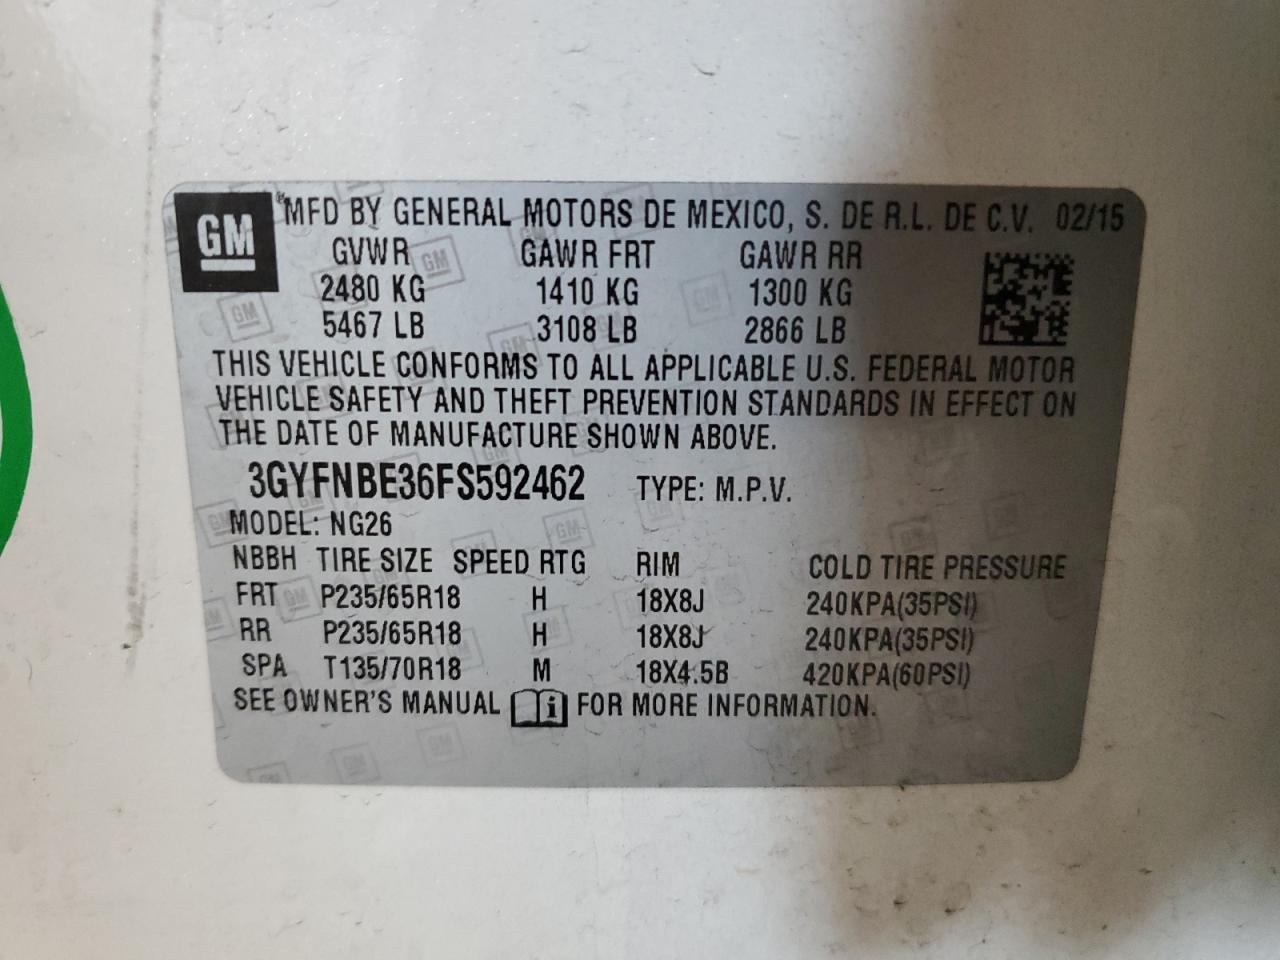 GM ® MFD BY GENERAL MOTORS DE MEXICO, S. DE R.L. DE C.V. 02/15
GVWR GAWR FRT GAWR RR
2480 KG 1410 KG 1300 KG
5467 LB 3108 LB 2866 LB
THIS VEHICLE CONFORMS TO ALL APPLICABLE U.S. FEDERAL MOTOR
VEHICLE SAFETY AND THEFT PREVENTION STANDARDS IN EFFECT ON
THE DATE OF MANUFACTURE SHOWN ABOVE.
3GYFNBE36FS592462 TYPE: M.P.V.
MODEL: NG26
NBBH TIRE SIZE SPEED RTG RIM COLD TIRE PRESSURE
FRT P235/65R18 H 18X8J 240KPA(35PSI)
RR P235/65R18 H 18X8J 240KPA(35PSI)
SPA T135/70R18 M 18X4.5B 420KPA(60PSI)
SEE OWNER'S MANUAL i FOR MORE INFORMATION.